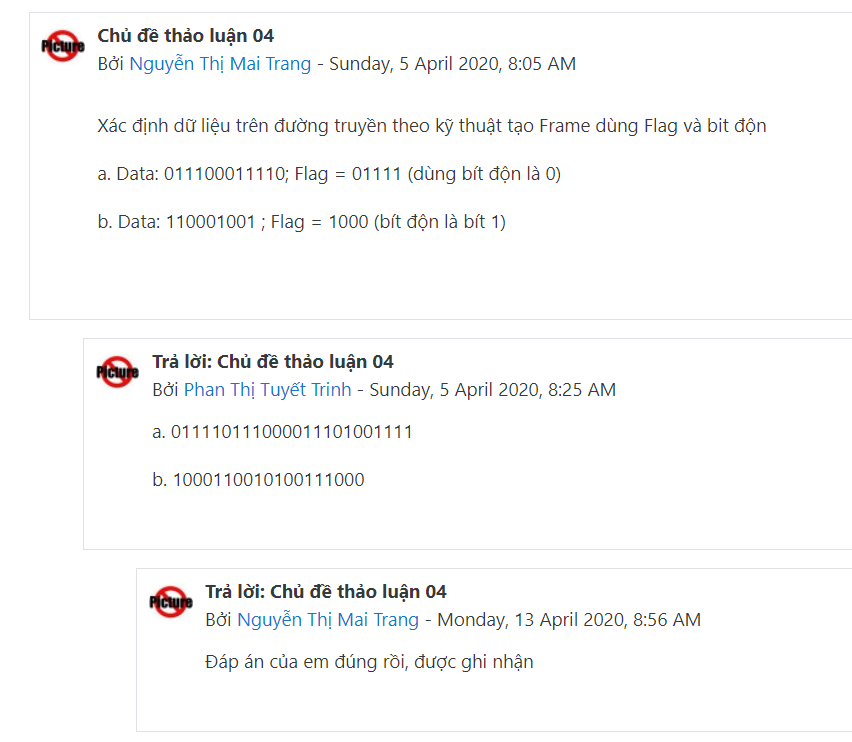 Picture
Chủ đề thảo luận 04
Bởi Nguyễn Thị Mai Trang - Sunday, 5 April 2020, 8:05 AM
Xác định dữ liệu trên đường truyền theo kỹ thuật tạo Frame dùng Flag và bit độn
a. Data: 011100011110; Flag = 01111 (dùng bít độn là 0)
b. Data: 110001001 ; Flag = 1000 (bít độn là bít 1)
Picture
Trả lời: Chủ đề thảo luận 04
Bởi Phan Thị Tuyết Trinh - Sunday, 5 April 2020, 8:25 AM
a. 011110111000011101001111
b. 1000110010100111000
Picture
Trả lời: Chủ đề thảo luận 04
Bởi Nguyễn Thị Mai Trang - Monday, 13 April 2020, 8:56 AM
Đáp án của em đúng rồi, được ghi nhận